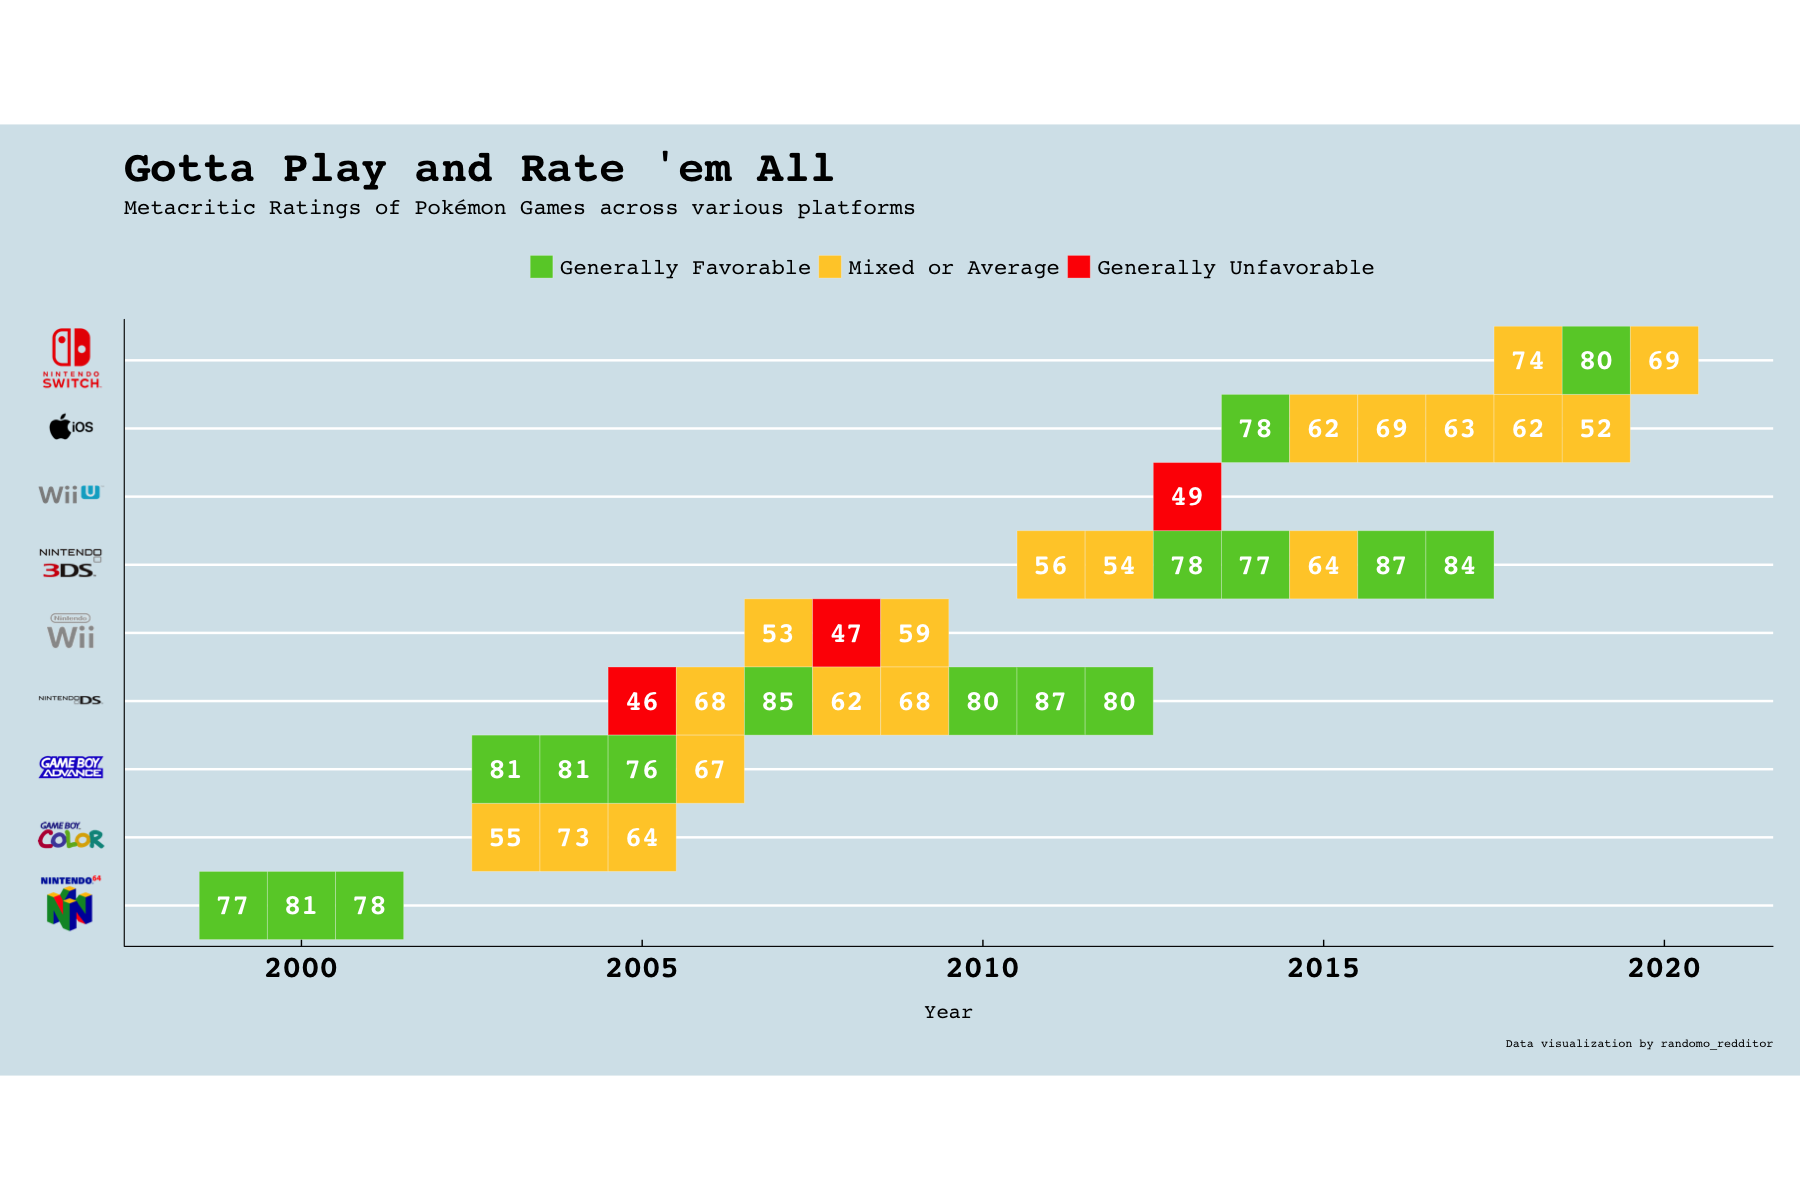 Gotta Play and Rate 'em All
Metacritic Ratings of Pokémon Games across various platforms
Generally Favorable Mixed or Average Generally Unfavorable
NINTENDO
SWITCH
74 80 69
iOS
78 62 69 63 62 52
Wii U
49
NINTENDO
3DS
56 54 78 77 64 87 84
Nintendo
Wii
53 47 59
NINTENDO DS
46 68 85 62 68 80 87 80
GAME BOY
ADVANCE
81 81 76 67
GAME BOY
COLOR
55 73 64
NINTENDO 64
77 81 78
2000 2005 2010 2015 2020
Year
Data visualization by randomo_redditor